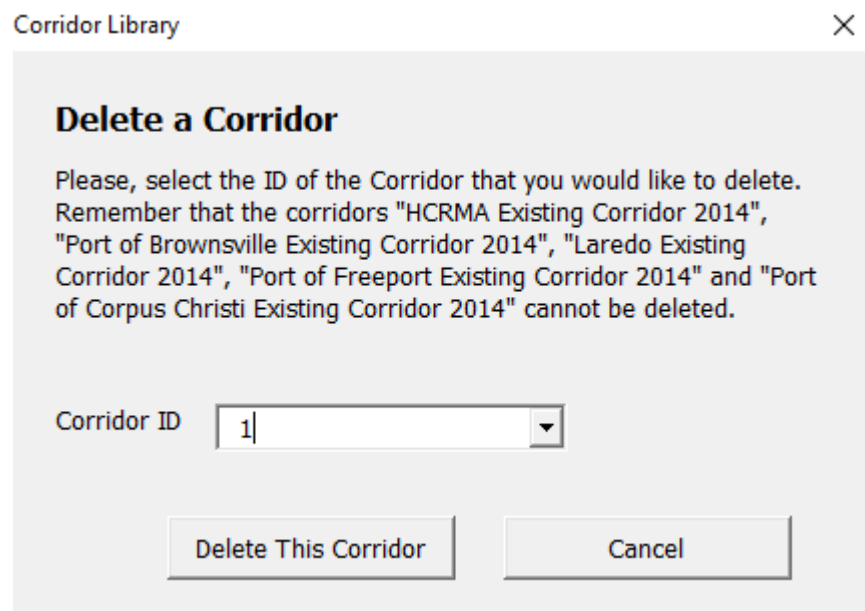 Corridor Library
Delete a Corridor
Please, select the ID of the Corridor that you would like to delete.
Remember that the corridors "HCRMA Existing Corridor 2014",
"Port of Brownsville Existing Corridor 2014", "Laredo Existing
Corridor 2014", "Port of Freeport Existing Corridor 2014" and "Port
of Corpus Christi Existing Corridor 2014" cannot be deleted.
Corridor ID 1
Delete This Corridor Cancel